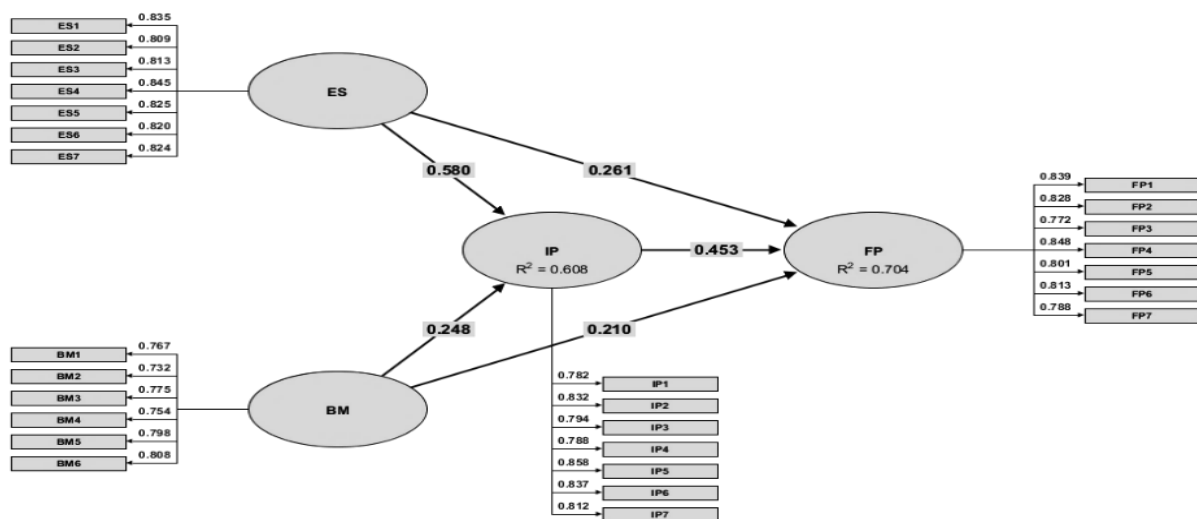 ES1
0.835
ES2
0.809
ES3
0.813
ES4
0.845
ES5
0.825
ES6
0.820
ES7
0.824
ES
0.580
0.261
IP
R² = 0.608
0.453
FP
R² = 0.704
0.839
FP1
0.828
FP2
0.772
FP3
0.848
FP4
0.801
FP5
0.813
FP6
0.788
FP7
0.248
0.210
BM1
0.767
BM2
0.732
BM3
0.775
BM4
0.754
BM5
0.798
BM6
0.808
BM
0.782
IP1
0.832
IP2
0.794
IP3
0.788
IP4
0.858
IP5
0.837
IP6
0.812
IP7